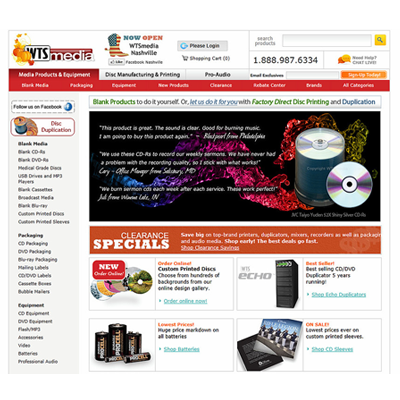 WTSmedia
NOW OPEN
WTSmedia
Nashville
Like Facebook Nashville
Please Login
Shopping Cart (0)
search
products
1.888.987.6334
Need Help?
CHAT LIVE!
Media Products & Equipment
Disc Manufacturing & Printing
Pro-Audio
Email Exclusives
Sign Up Today!
Blank Media
Packaging
Equipment
New Products
Clearance
Rebate Center
Brands
All Categories
Follow us on Facebook
Disc
Duplication
Blank Media
Blank CD-Rs
Blank DVD-Rs
Medial Grade Discs
USB Drives and MP3
Players
Blank Cassettes
Broadcast Media
Blank Blu-ray
Custom Printed Discs
Custom Printed Sleeves
Packaging
CD Packaging
DVD Packaging
Blu-ray Packaging
Mailing Labels
CD/DVD Labels
Cassette Boxes
Bubble Mailers
Equipment
CD Equipment
DVD Equipment
Flash/MP3
Accessories
Video
Batteries
Professional Audio
Blank Products to do it yourself. Or, let us do it for you with Factory Direct Disc Printing and Duplication
"This product is great. The sound is clear. Good for burning music.
I am going to buy this product again." ~ Blackpearl from Philadelphia
"We use these CD-Rs to record our weekly sermons. We have never had
a problem with the recording quality, so I stick with what works!"
Cary - Office Manager from Salisbury, MD
"We burn sermon cds each week after each service. These work perfect!"
Juli from Winona Lake, IN
JVC Taiyo Yuden 52X Shiny Silver CD-Rs
CLEARANCE
SPECIALS
Save big on top-brand printers, duplicators, mixers, recorders as well as packaging
and audio media. Shop early! The best deals go fast.
Shop Clearance Savings
NEW
Order Online!
Order Online!
Custom Printed Discs
Choose from hundreds of
backgrounds from our
online design gallery.
Order online now!
WTS
ECHO
Best Seller!
Best selling CD/DVD
Duplicator 5 years
running!
Shop Echo Duplicators
PROCELL
Lowest Prices!
Huge price markdown on
all batteries
Shop Batteries
ON SALE!
Lowest prices ever on
custom printed sleeves.
Shop CD Sleeves